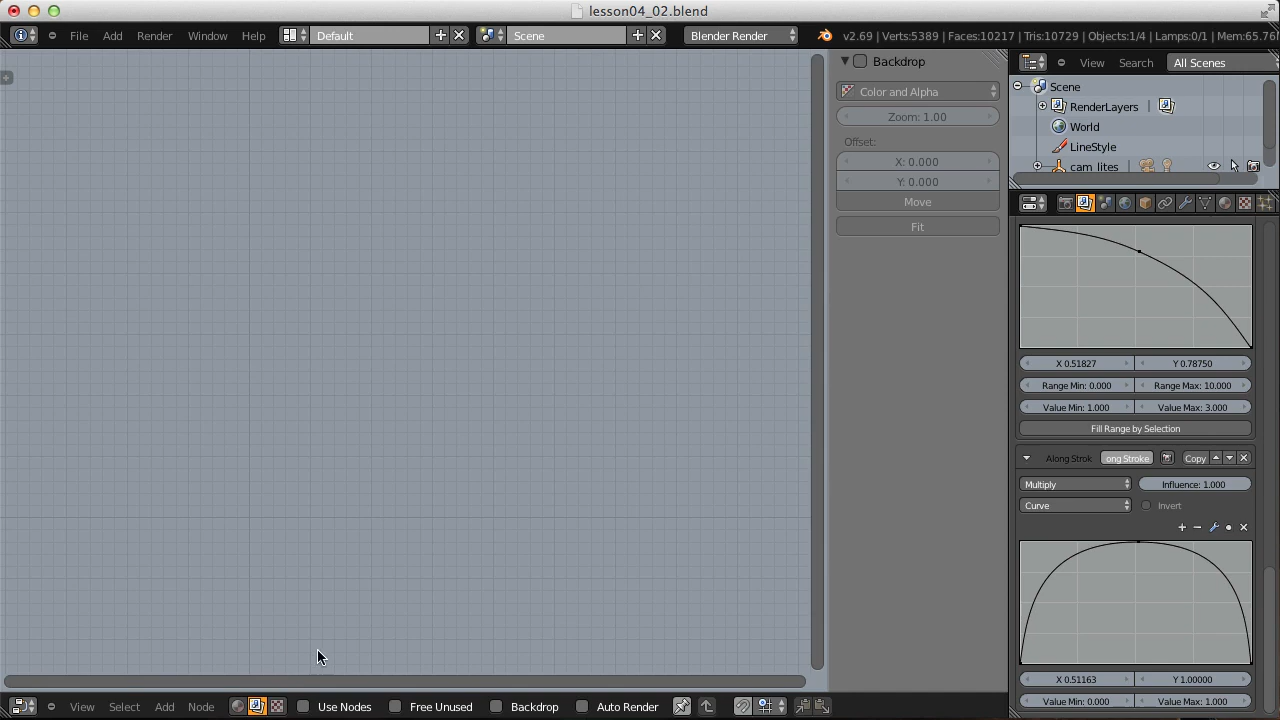 lesson04_02.blend
File Add Render Window Help Default Scene Blender Render v2.69 | Verts:5389 | Faces:10217 | Tris:10729 | Objects:1/4 | Lamps:0/1 | Mem:65.76
View Search All Scenes
Scene
RenderLayers
World
LineStyle
cam_lites
Backdrop
Color and Alpha
Zoom: 1.00
Offset:
X: 0.000
Y: 0.000
Move
Fit
X 0.51827 Y 0.78750
Range Min: 0.000 Range Max: 10.000
Value Min: 1.000 Value Max: 3.000
Fill Range by Selection
Along Strok ong Stroke Copy
Multiply Influence: 1.000
Curve Invert
X 0.51163 Y 1.00000
Value Min: 0.000 Value Max: 1.000
View Select Add Node Use Nodes Free Unused Backdrop Auto Render